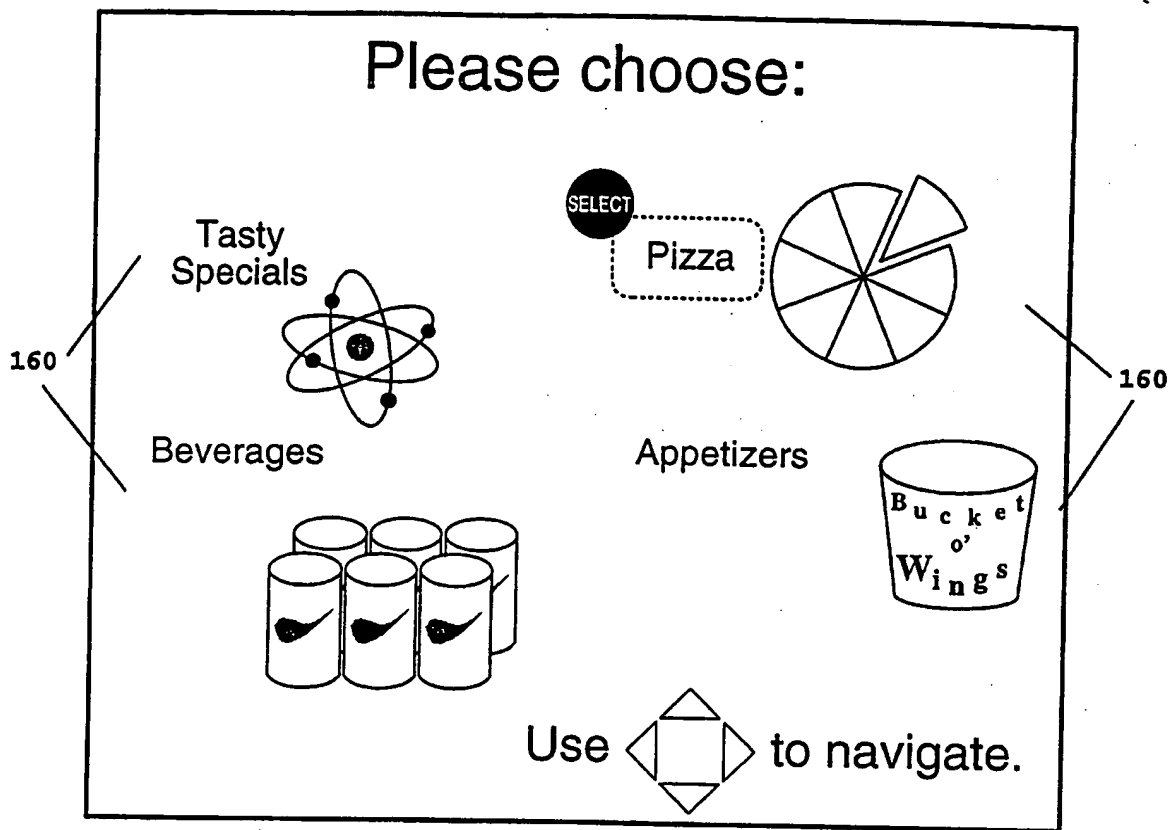 Please choose:
SELECT
Tasty
Specials
Pizza
160
160
Beverages
Appetizers
Bucket
o'
Wings
Use to navigate.